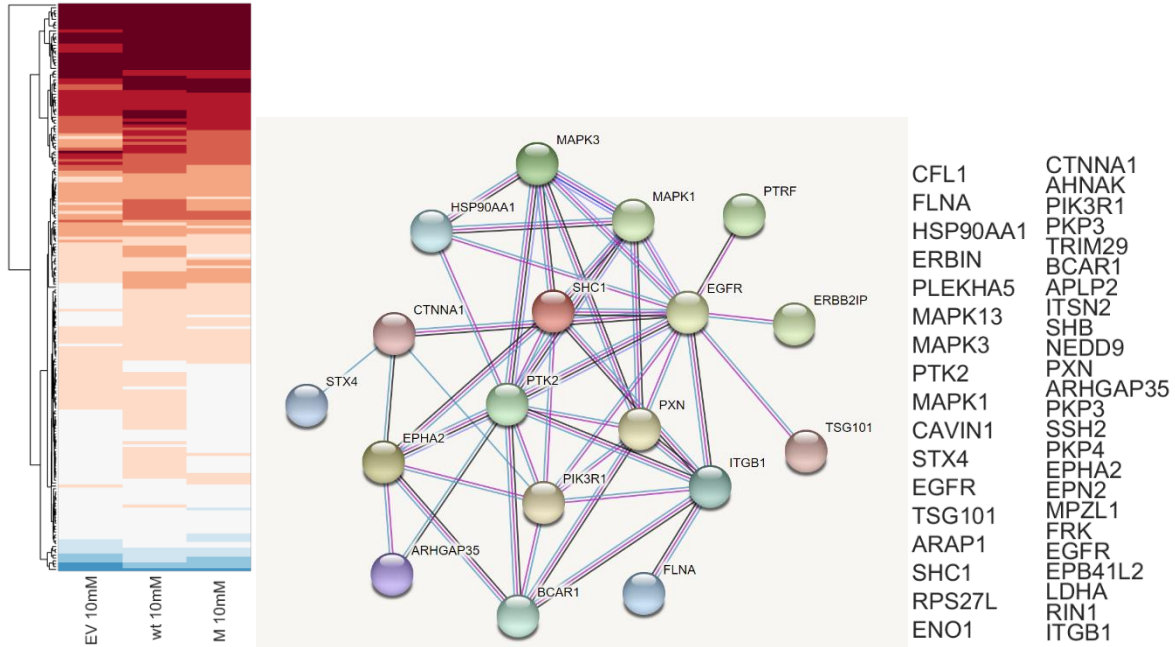 EV 10mM
wt 10mM
M 10mM
MAPK3
MAPK1
PTRF
HSP90AA1
SHC1
EGFR
ERBB2IP
CTNNA1
STX4
PTK2
PXN
TSG101
EPHA2
PIK3R1
ITGB1
ARHGAP35
FLNA
BCAR1
CFL1
FLNA
HSP90AA1
ERBIN
PLEKHA5
MAPK13
MAPK3
PTK2
MAPK1
CAVIN1
STX4
EGFR
TSG101
ARAP1
SHC1
RPS27L
ENO1
CTNNA1
AHNAK
PIK3R1
PKP3
TRIM29
BCAR1
APLP2
ITSN2
SHB
NEDD9
PXN
ARHGAP35
PKP3
SSH2
PKP4
EPHA2
EPN2
MPZL1
FRK
EGFR
EPB41L2
LDHA
RIN1
ITGB1